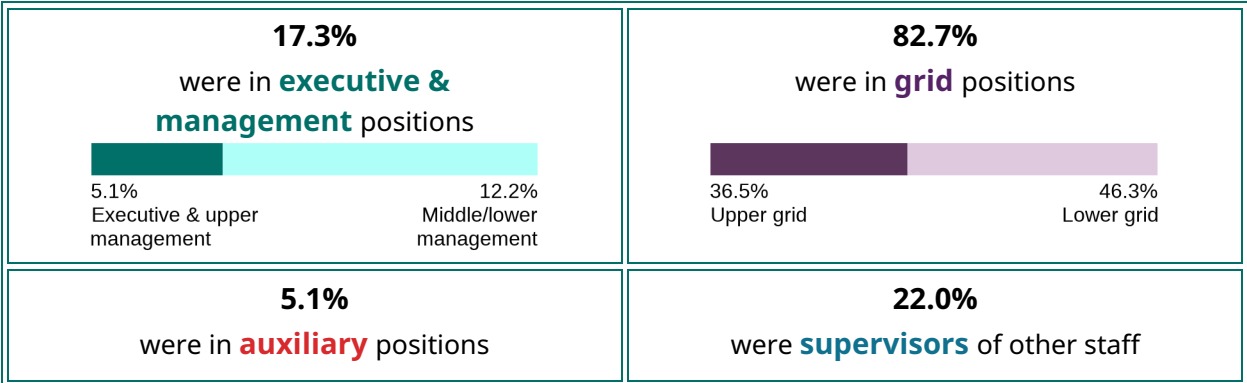 17.3%
were in executive &
management positions
5.1%
Executive & upper
management
12.2%
Middle/lower
management
82.7%
were in grid positions
36.5%
Upper grid
46.3%
Lower grid
5.1%
were in auxiliary positions
22.0%
were supervisors of other staff